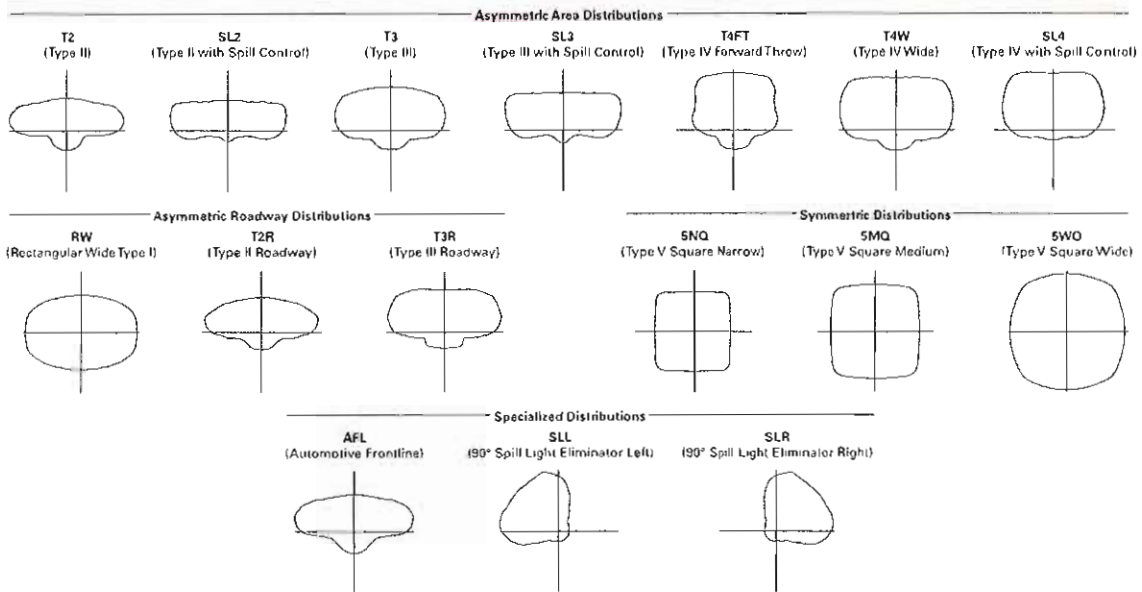 Asymmetric Area Distributions
T2 SL2 T3 SL3 T4FT T4W SL4
(Type II) (Type II with Spill Control) (Type III) (Type III with Spill Control) (Type IV Forward Throw) (Type IV Wide) (Type IV with Spill Control)
Asymmetric Roadway Distributions Symmetric Distributions
RW T2R T3R 5NQ 5MQ 5WQ
(Rectangular Wide Type I) (Type II Roadway) (Type III Roadway) (Type V Square Narrow) (Type V Square Medium) (Type V Square Wide)
Specialized Distributions
AFL SLL SLR
(Automotive Frontline) (90° Spill Light Eliminator Left) (90° Spill Light Eliminator Right)